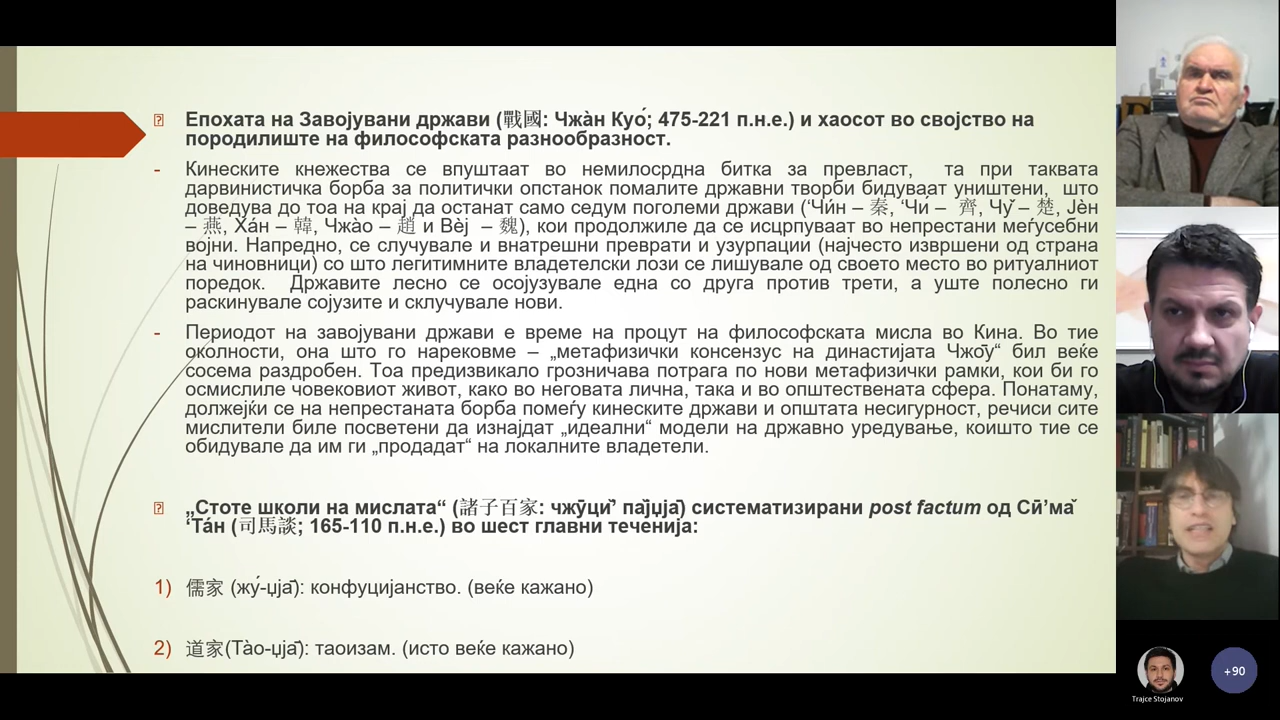 Епохата на Завојувани држави (戰國: Чжàн Куо́; 475-221 п.н.е.) и хаосот во својство на
породилиште на философската разнообразност.
- Кинеските кнежества се впуштаат во немилосрдна битка за превласт, та при таквата
дарвинистичка борба за политички опстанок помалите државни творби бидуваат уништени, што
доведува до тоа на крај да останат само седум поголеми држави (‘Чи́н – 秦, ‘Чи́ – 齊, Чу̌ – 楚, Јèн
– 燕, Ха́н – 韓, Чжàо – 趙 и Вèј – 魏), кои продолжиле да се исцрпуваат во непрестани меѓусебни
војни. Напредно, се случувале и внатрешни преврати и узурпации (најчесто извршени од страна
на чиновници) со што легитимните владетелски лози се лишувале од своето место во ритуалниот
поредок. Државите лесно се осојузувале една со друга против трети, а уште полесно ги
раскинувале сојузите и склучувале нови.
- Периодот на завојувани држави е време на процут на философската мисла во Кина. Во тие
околности, она што го нарековме – „метафизички консензус на династијата Чжо̄у“ бил веќе
сосема раздробен. Тоа предизвикало грозничава потрага по нови метафизички рамки, кои би го
осмислиле човековиот живот, како во неговата лична, така и во општествената сфера. Понатаму,
должејќи се на непрестаната борба помеѓу кинеските држави и општата несигурност, речиси сите
мислители биле посветени да изнајдат „идеални“ модели на државно уредување, коишто тие се
обидувале да им ги „продадат“ на локалните владетели.
„Стоте школи на мислата“ (諸子百家: чжӯци̌’ па̌јџја̄) систематизирани post factum од Сӣ’ма̌
‘Та́н (司馬談; 165-110 п.н.е.) во шест главни теченија:
1) 儒家 (жу́-џја̄): конфуцијанство. (веќе кажано)
2) 道家(Тàо-џја̄): таоизам. (исто веќе кажано)
Trajce Stojanov
+90